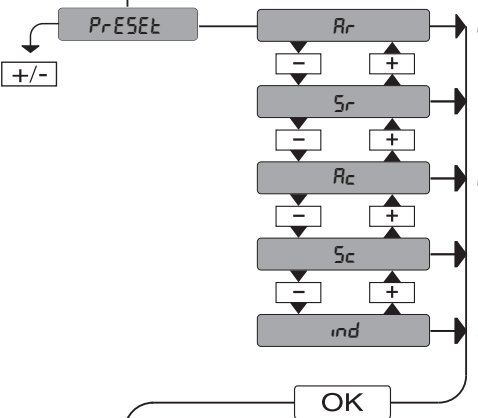 PrESEt
Ar
+/-
- +
Sr
- +
Ac
- +
Sc
- +
ind
OK